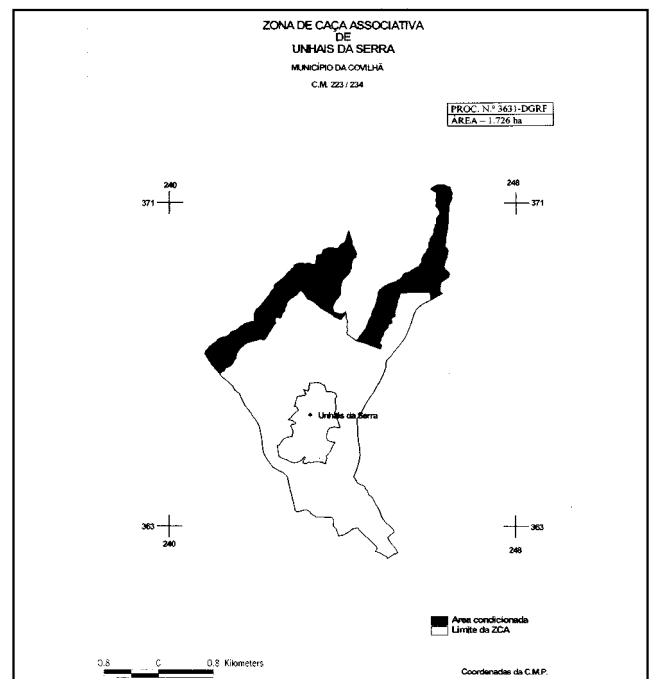 ZONA DE CAÇA ASSOCIATIVA
DE
UNHAIS DA SERRA
MUNICÍPIO DA COVILHÃ
C.M. 223 / 234
PROC. N.º 3631-DGRF
ÁREA – 1.726 ha
240
248
371
371
Unhais da Serra
363
363
240
248
Area condicionada
Limite da ZCA
0.8 0 0.8 Kilometers
Coordenadas da C.M.P.